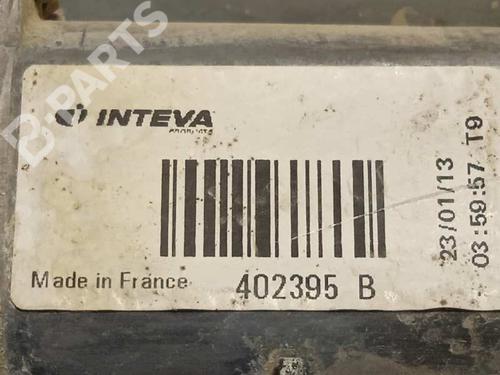 B-PARTS
INTEVA
PRODUCTS
Made in France
402395 B
23/01/13
03:59:57 T9